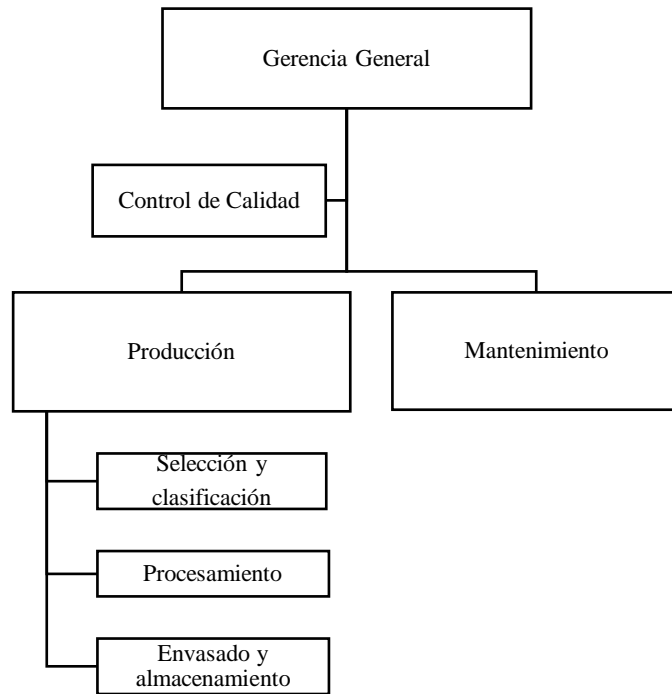 Gerencia General
Control de Calidad
Producción
Mantenimiento
Selección y
clasificación
Procesamiento
Envasado y
almacenamiento